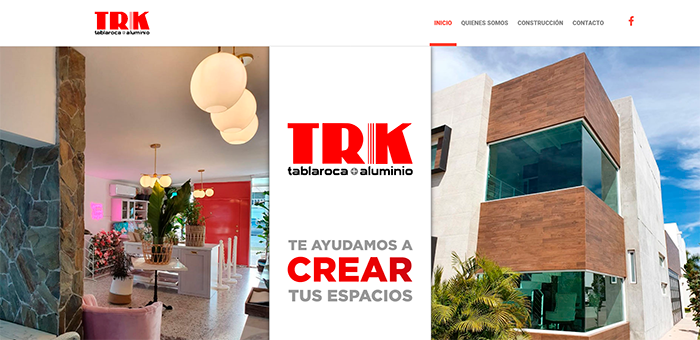 TRK
tablaroca+aluminio
INICIO QUIENES SOMOS CONSTRUCCIÓN CONTACTO f
TRK
tablaroca+aluminio
TE AYUDAMOS A
CREAR
TUS ESPACIOS